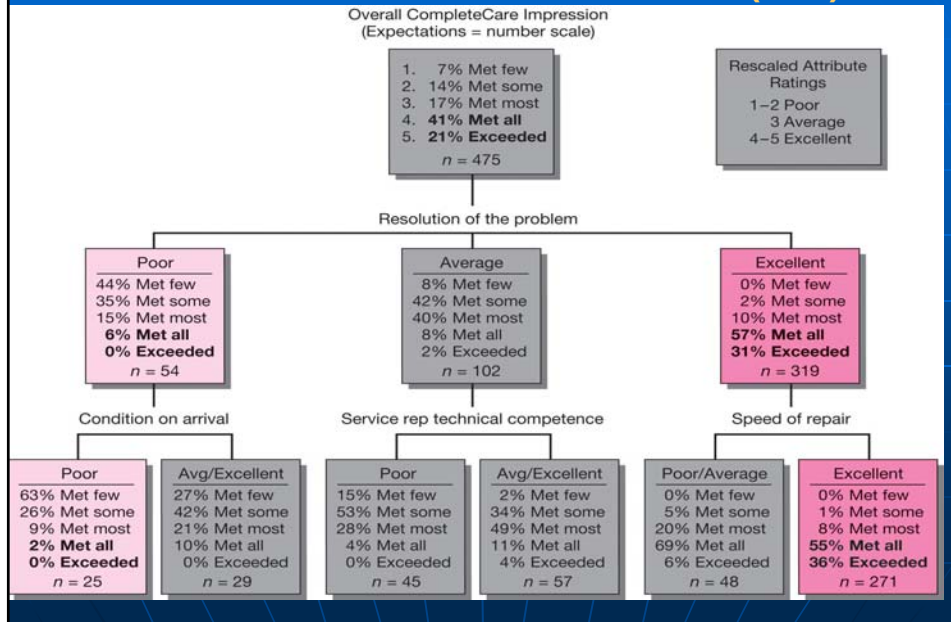 Overall CompleteCare Impression
(Expectations = number scale)
1. 7% Met few
2. 14% Met some
3. 17% Met most
4. 41% Met all
5. 21% Exceeded
n = 475
Rescaled Attribute
Ratings
1–2 Poor
3 Average
4–5 Excellent
Resolution of the problem
Poor
44% Met few
35% Met some
15% Met most
6% Met all
0% Exceeded
n = 54
Average
8% Met few
42% Met some
40% Met most
8% Met all
2% Exceeded
n = 102
Excellent
0% Met few
2% Met some
10% Met most
57% Met all
31% Exceeded
n = 319
Condition on arrival
Poor
63% Met few
26% Met some
9% Met most
2% Met all
0% Exceeded
n = 25
Avg/Excellent
27% Met few
42% Met some
21% Met most
10% Met all
0% Exceeded
n = 29
Service rep technical competence
Poor
15% Met few
53% Met some
28% Met most
4% Met all
0% Exceeded
n = 45
Avg/Excellent
2% Met few
34% Met some
49% Met most
11% Met all
4% Exceeded
n = 57
Speed of repair
Poor/Average
0% Met few
5% Met some
20% Met most
69% Met all
6% Exceeded
n = 48
Excellent
0% Met few
1% Met some
8% Met most
55% Met all
36% Exceeded
n = 271